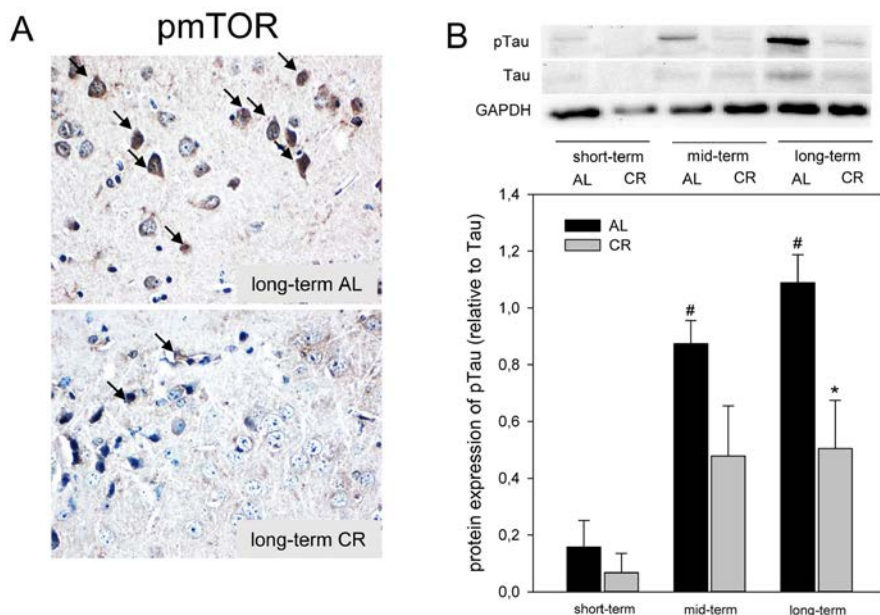 A
pmTOR
long-term AL
long-term CR
B
pTau
Tau
GAPDH
short-term mid-term long-term
AL CR AL CR AL CR
protein expression of pTau (relative to Tau)
1,4
1,2
1,0
0,8
0,6
0,4
0,2
0,0
AL
CR
#
#
*
short-term mid-term long-term